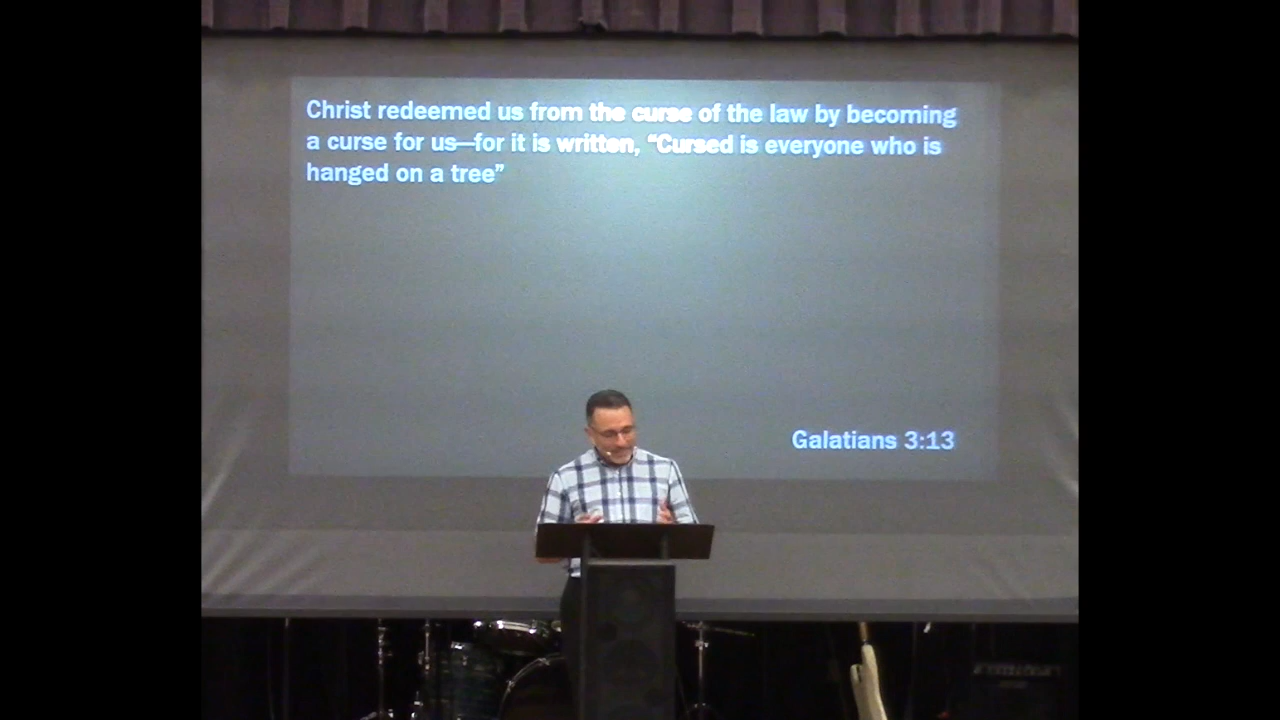 Christ redeemed us from the curse of the law by becoming
a curse for us—for it is written, “Cursed is everyone who is
hanged on a tree”
Galatians 3:13